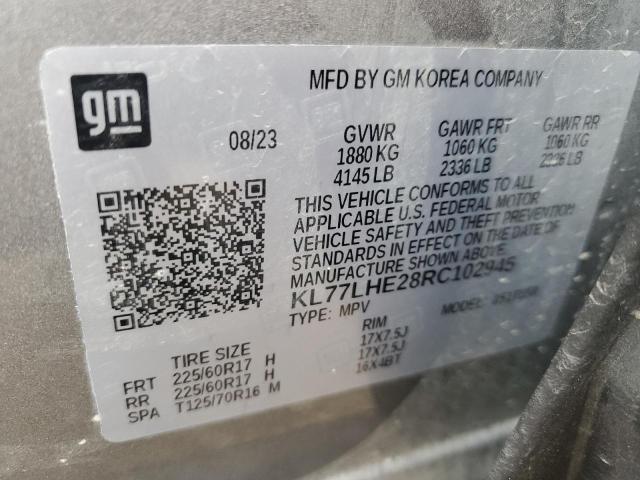 gm
MFD BY GM KOREA COMPANY
08/23
GVWR
1880 KG
4145 LB
GAWR FRT
1060 KG
2336 LB
GAWR RR
1060 KG
2336 LB
THIS VEHICLE CONFORMS TO ALL
APPLICABLE U.S. FEDERAL MOTOR
VEHICLE SAFETY AND THEFT PREVENTION
STANDARDS IN EFFECT ON THE DATE OF
MANUFACTURE SHOWN ABOVE.
KL77LHE28RC102945
TYPE: MPV
MODEL:
TIRE SIZE
RIM
FRT 225/60R17 H 17X7.5J
RR 225/60R17 H 17X7.5J
SPA T125/70R16 M 16X4BT